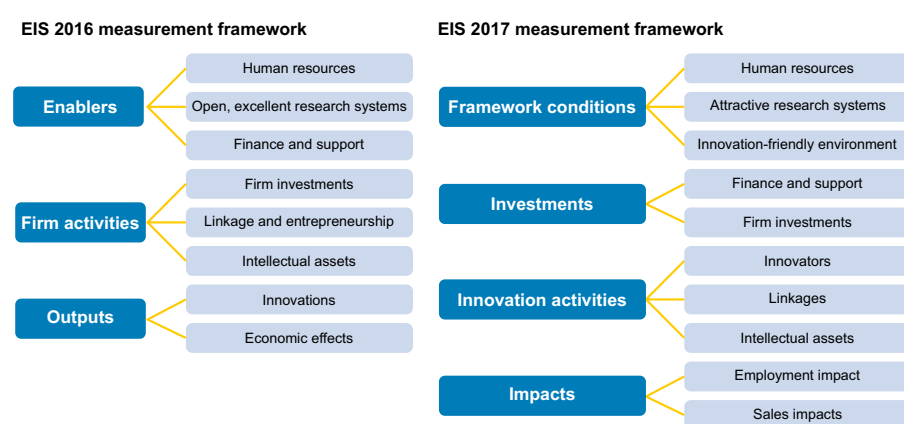 EIS 2016 measurement framework
Enablers
Human resources
Open, excellent research systems
Finance and support
Firm activities
Firm investments
Linkage and entrepreneurship
Intellectual assets
Outputs
Innovations
Economic effects
EIS 2017 measurement framework
Framework conditions
Human resources
Attractive research systems
Innovation-friendly environment
Investments
Finance and support
Firm investments
Innovation activities
Innovators
Linkages
Intellectual assets
Impacts
Employment impact
Sales impacts